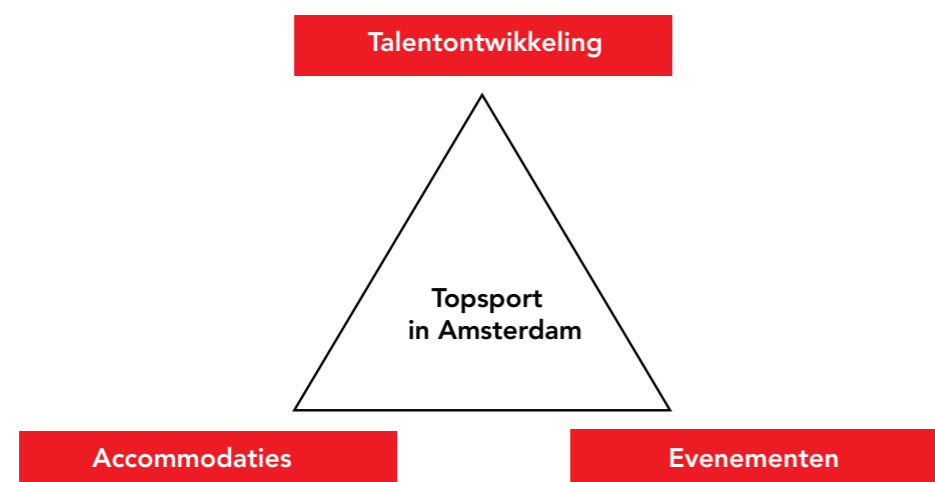 Talentontwikkeling
Topsport
in Amsterdam
Accommodaties
Evenementen